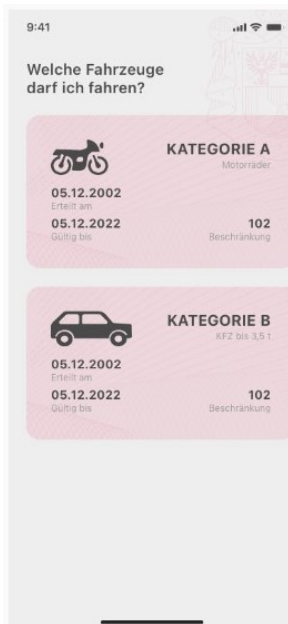 9:41
Welche Fahrzeuge
darf ich fahren?
KATEGORIE A
Motorräder
05.12.2002
Erteilt am
05.12.2022
Gültig bis
102
Beschränkung
KATEGORIE B
KFZ bis 3,5 t
05.12.2002
Erteilt am
05.12.2022
Gültig bis
102
Beschränkung